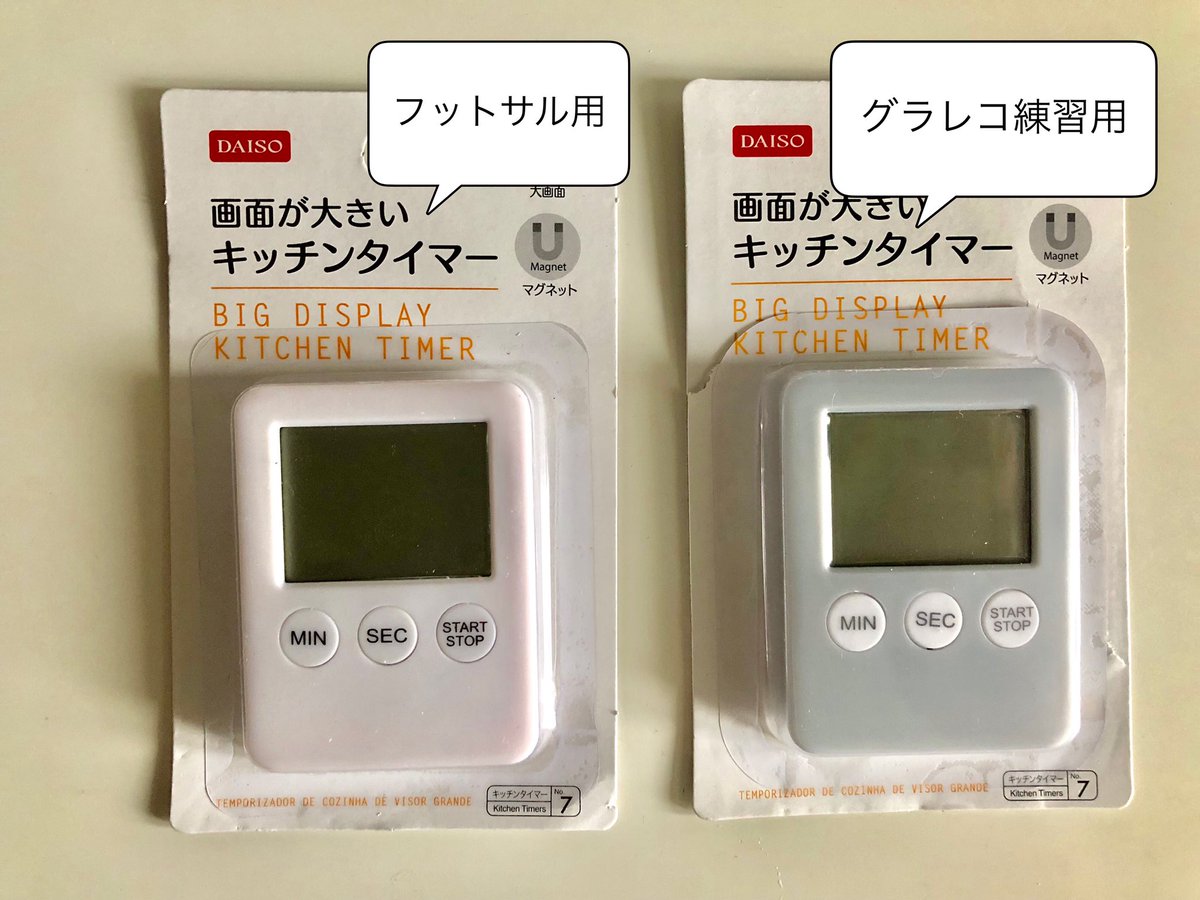 フットサル用
DAISO
大画面
画面が大きい
キッチンタイマー
Magnet
マグネット
BIG DISPLAY
KITCHEN TIMER
MIN
SEC
START
STOP
TEMPORIZADOR DE COZINHA DE VISOR GRANDE
キッチンタイマー
Kitchen Timers
No.
7
グラレコ練習用
DAISO
画面が大きい
キッチンタイマー
Magnet
マグネット
BIG DISPLAY
KITCHEN TIMER
MIN
SEC
START
STOP
TEMPORIZADOR DE COZINHA DE VISOR GRANDE
キッチンタイマー
Kitchen Timers
No.
7